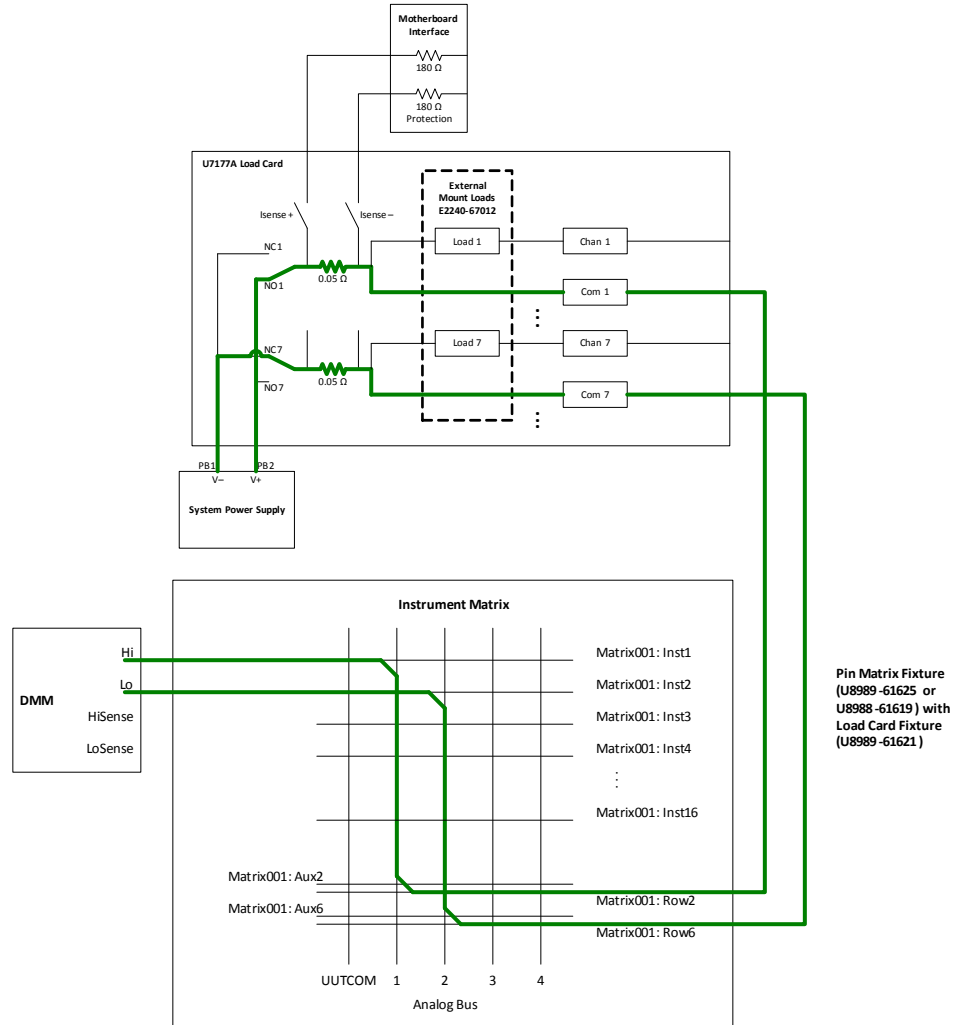 Motherboard
Interface
180 Ω
180 Ω
Protection
U7177A Load Card
External
Mount Loads
E2240-67012
Isense +
Isense –
NC1
Load 1
Chan 1
NO1
0.05 Ω
Com 1
⋮
NC7
Load 7
Chan 7
NO7
0.05 Ω
Com 7
⋮
PB1
PB2
V–
V+
System Power Supply
Instrument Matrix
Hi
Lo
DMM
HiSense
LoSense
Matrix001: Inst1
Matrix001: Inst2
Matrix001: Inst3
Matrix001: Inst4
⋮
Matrix001: Inst16
Pin Matrix Fixture
(U8989-61625 or
U8988-61619) with
Load Card Fixture
(U8989-61621)
Matrix001: Aux2
Matrix001: Row2
Matrix001: Aux6
Matrix001: Row6
UUTCOM 1 2 3 4
Analog Bus